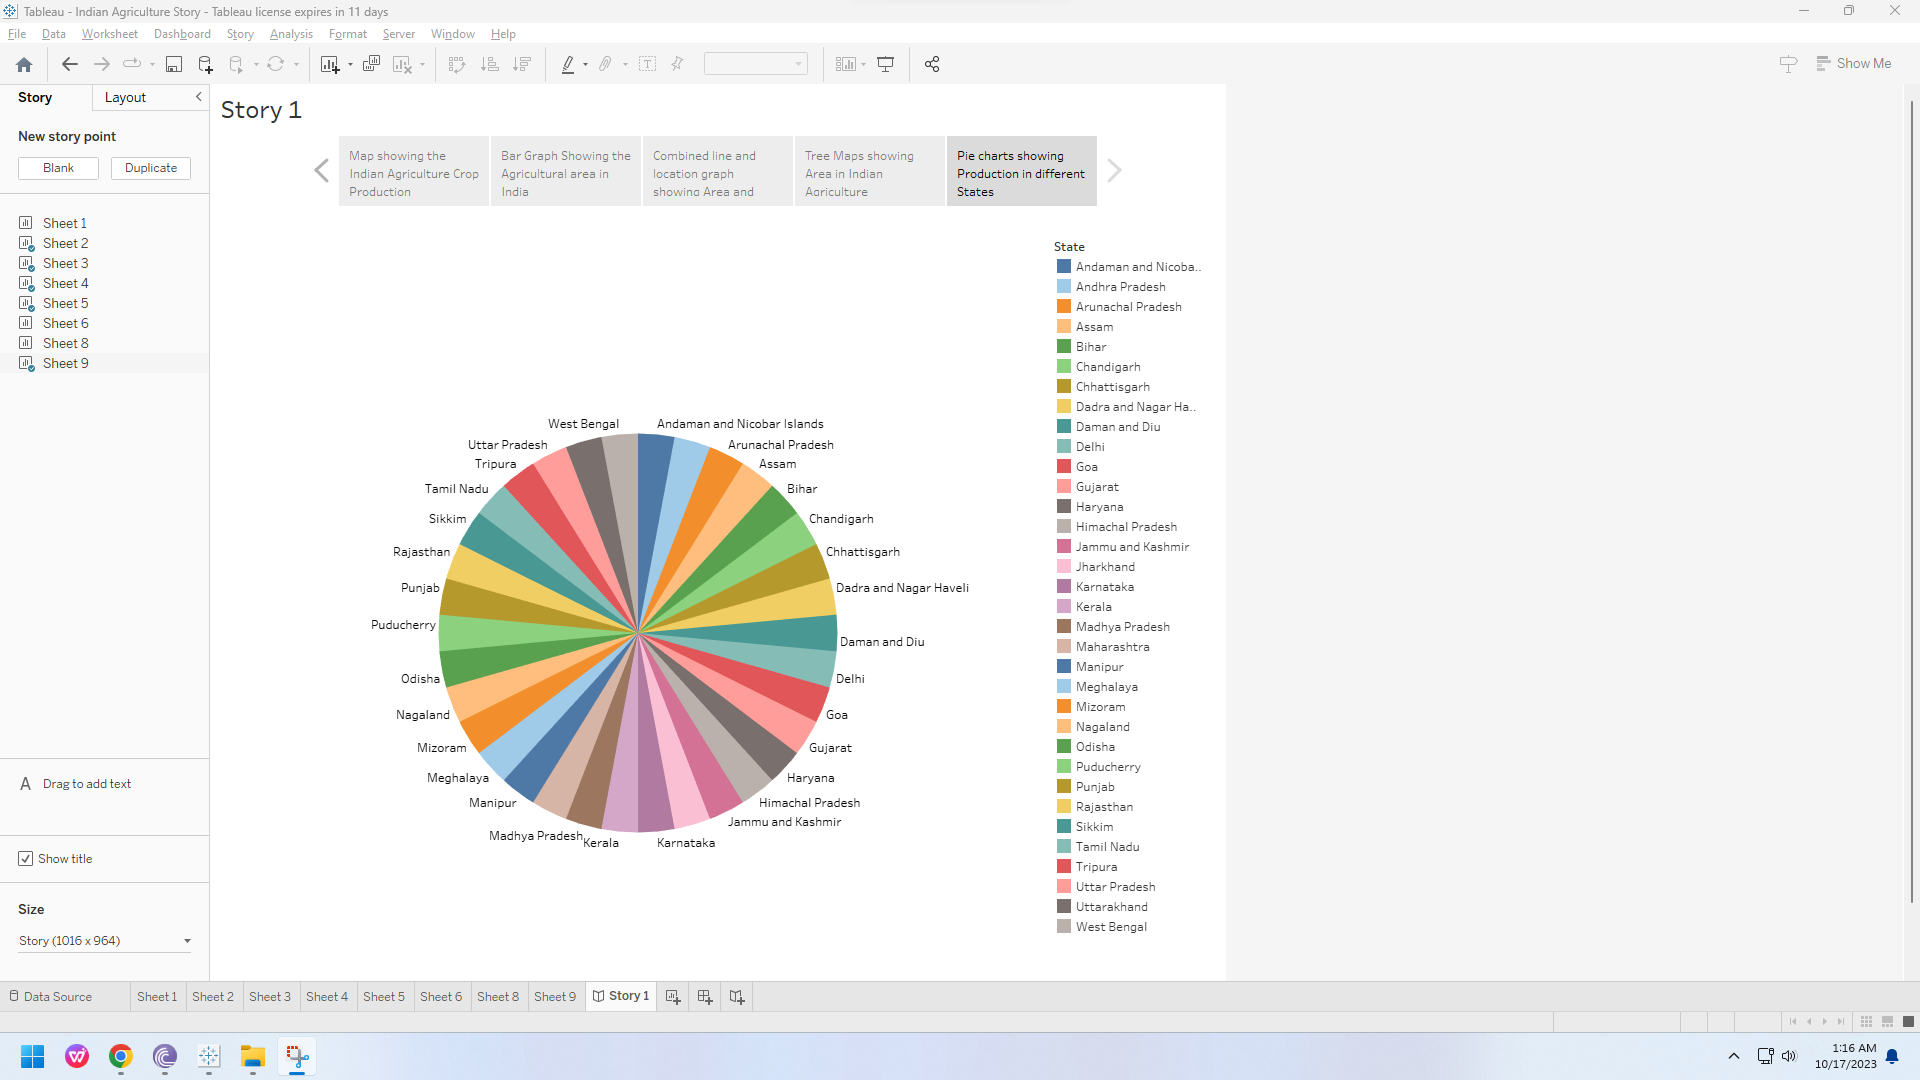 Tableau - Indian Agriculture Story - Tableau license expires in 11 days
File Data Worksheet Dashboard Story Analysis Format Server Window Help
Show Me
Story Layout
New story point
Blank Duplicate
Sheet 1
Sheet 2
Sheet 3
Sheet 4
Sheet 5
Sheet 6
Sheet 8
Sheet 9
A Drag to add text
Show title
Size
Story (1016 x 964)
Story 1
Map showing the
Indian Agriculture Crop
Production
Bar Graph Showing the
Agricultural area in
India
Combined line and
location graph
showing Area and
Tree Maps showing
Area in Indian
Agriculture
Pie charts showing
Production in different
States
West Bengal
Andaman and Nicobar Islands
Uttar Pradesh
Arunachal Pradesh
Tripura
Assam
Tamil Nadu
Bihar
Sikkim
Chandigarh
Rajasthan
Chhattisgarh
Punjab
Dadra and Nagar Haveli
Puducherry
Daman and Diu
Odisha
Delhi
Nagaland
Goa
Mizoram
Gujarat
Meghalaya
Haryana
Manipur
Himachal Pradesh
Jammu and Kashmir
Madhya Pradesh
Kerala
Karnataka
State
Andaman and Nicoba..
Andhra Pradesh
Arunachal Pradesh
Assam
Bihar
Chandigarh
Chhattisgarh
Dadra and Nagar Ha..
Daman and Diu
Delhi
Goa
Gujarat
Haryana
Himachal Pradesh
Jammu and Kashmir
Jharkhand
Karnataka
Kerala
Madhya Pradesh
Maharashtra
Manipur
Meghalaya
Mizoram
Nagaland
Odisha
Puducherry
Punjab
Rajasthan
Sikkim
Tamil Nadu
Tripura
Uttar Pradesh
Uttarakhand
West Bengal
Data Source Sheet 1 Sheet 2 Sheet 3 Sheet 4 Sheet 5 Sheet 6 Sheet 8 Sheet 9 Story 1
1:16 AM
10/17/2023